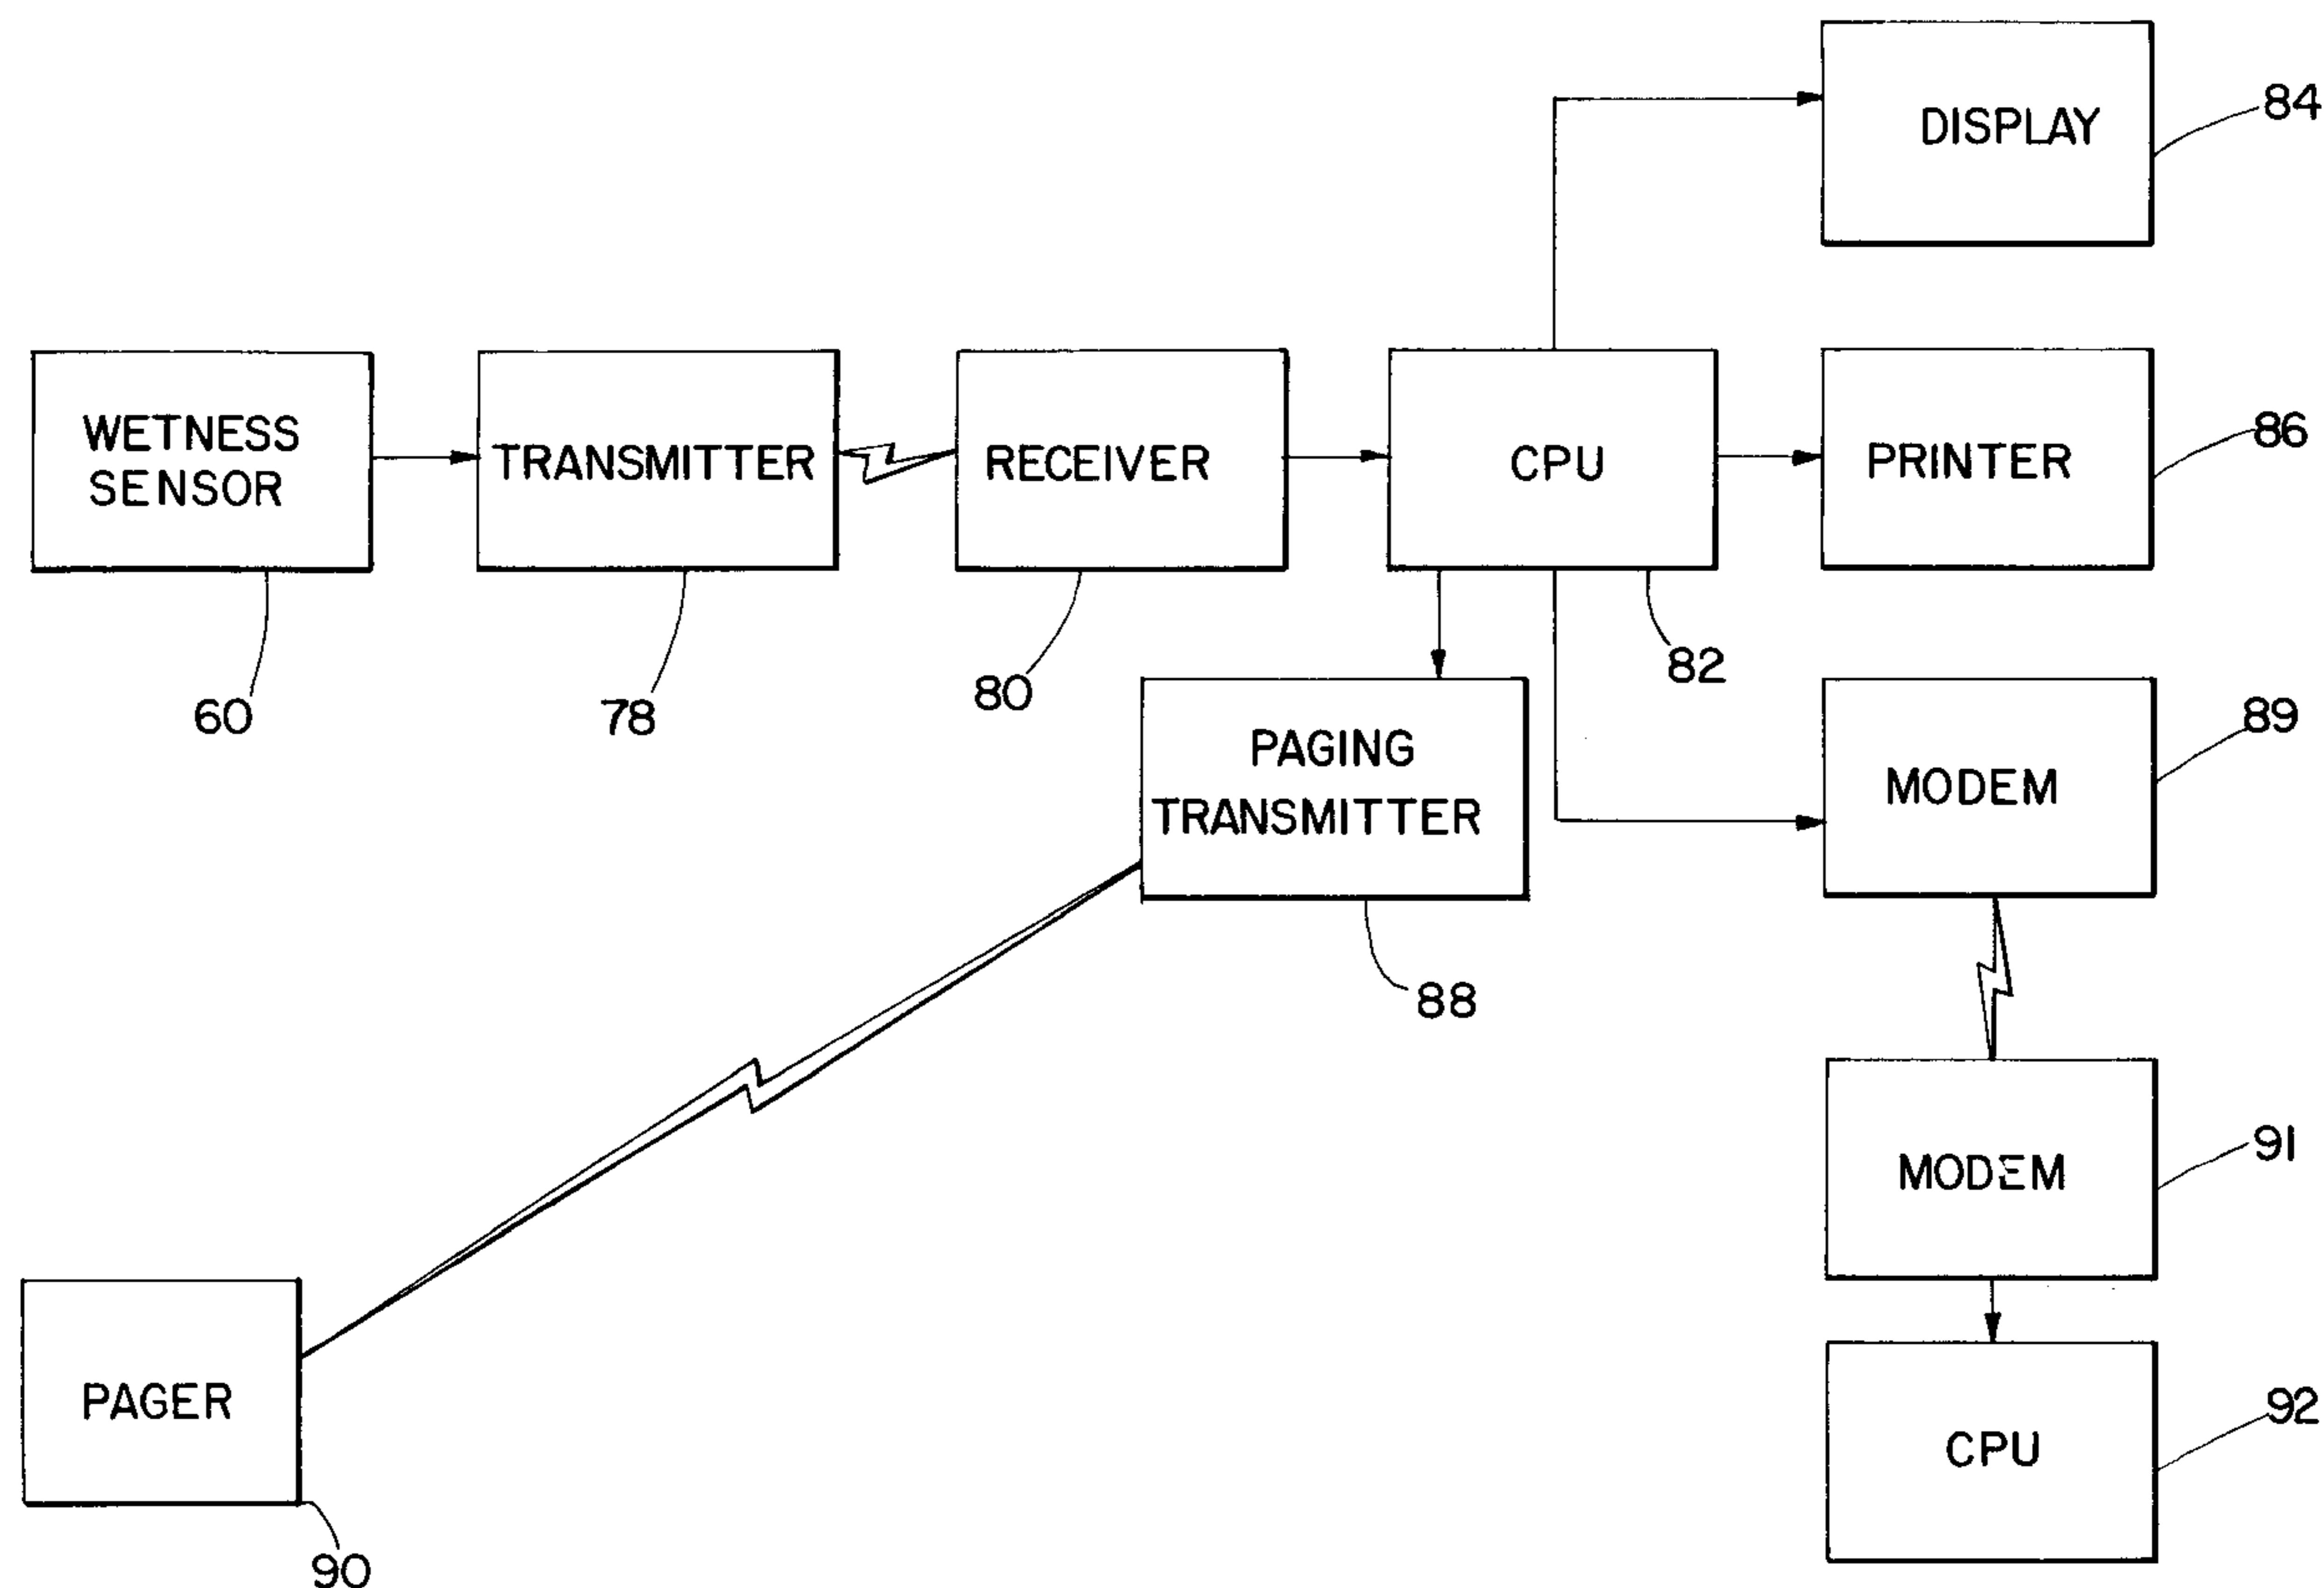 DISPLAY
84
WETNESS
SENSOR
TRANSMITTER
RECEIVER
CPU
PRINTER
86
60
78
80
82
PAGING
TRANSMITTER
88
MODEM
89
MODEM
91
PAGER
90
CPU
92